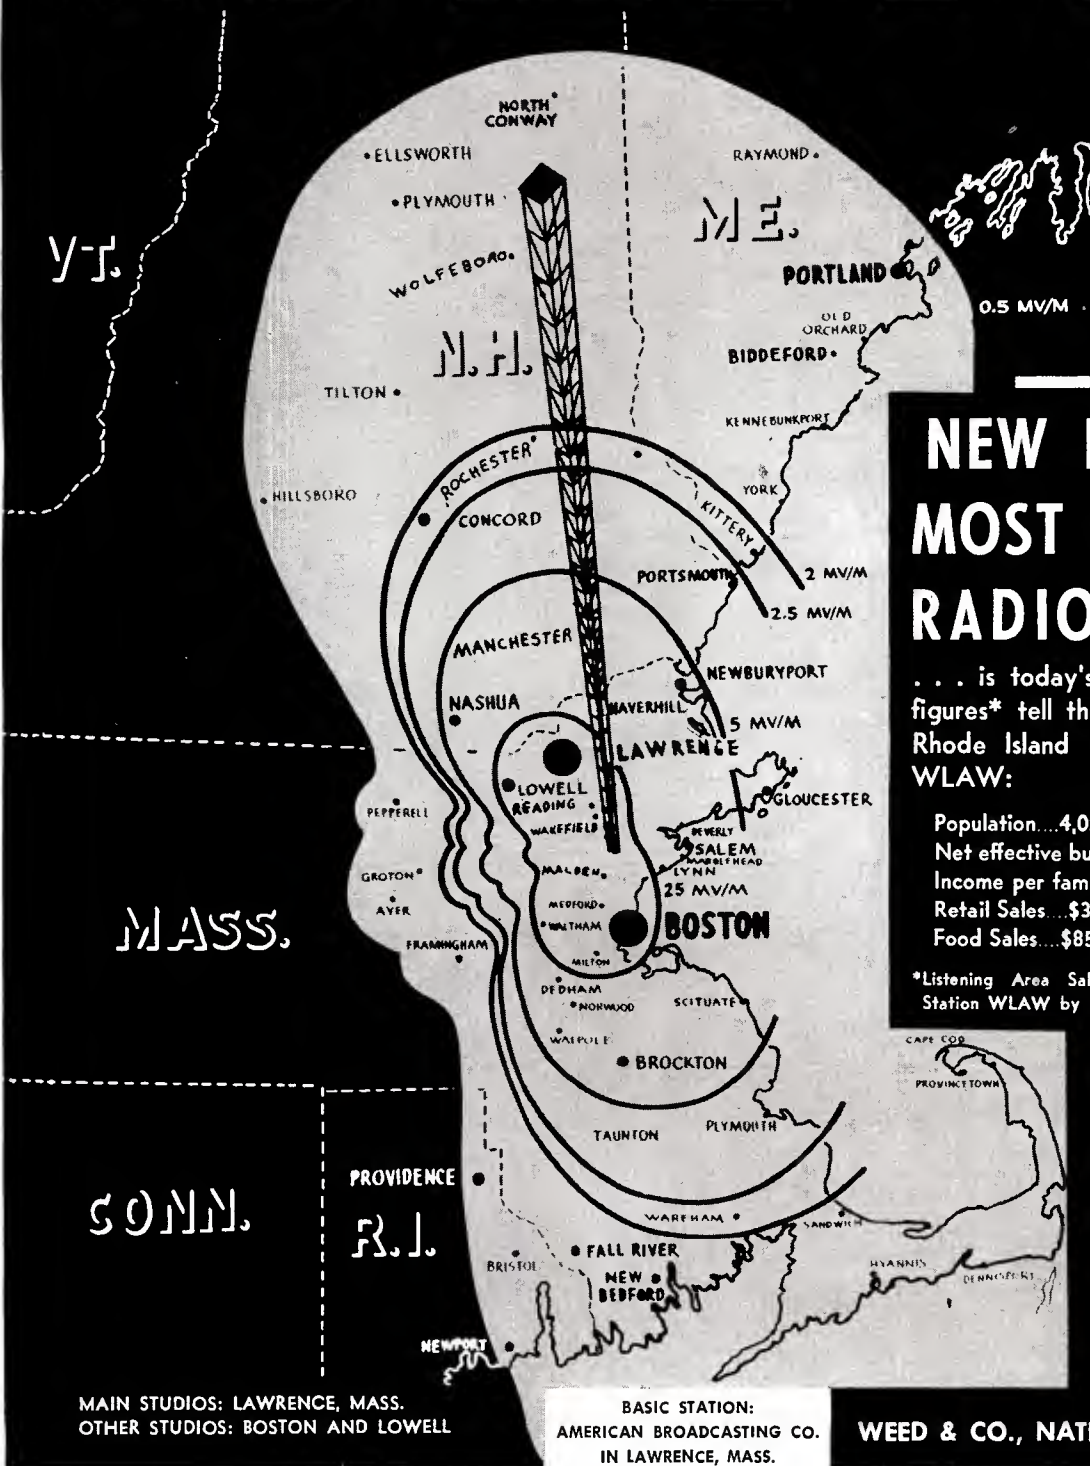 NORTH
CONWAY
ELLSWORTH
RAYMOND
PLYMOUTH
ME.
VT.
WOLFEBORO
PORTLAND
0.5 MV/M
OLD
ORCHARD
N.H.
BIDDEFORD
TILTON
KENNEBUNKPORT
NEW
ROCHESTER
YORK
HILLSBORO
CONCORD
KITTERY
MOST
PORTSMOUTH
2 MV/M
2.5 MV/M
RADIO
MANCHESTER
NEWBURYPORT
. . . is today's
NASHUA
HAVERHILL
figures* tell th
5 MV/M
LAWRENCE
Rhode Island
WLAW:
LOWELL
GLOUCESTER
READING
PEPPERELL
WAKEFIELD
BEVERLY
Population....4,0
SALEM
MARBLEHEAD
Net effective bu
MALDEN
LYNN
GROTON
25 MV/M
Income per fam
AYER
MEDFORD
Retail Sales....$3
WALTHAM
BOSTON
MASS.
FRAMINGHAM
Food Sales....$85
MILTON
*Listening Area Sal
DEDHAM
NORWOOD
SCITUATE
Station WLAW by
WALPOLE
CAPE COD
BROCKTON
PROVINCETOWN
TAUNTON
PLYMOUTH
PROVIDENCE
CONN.
WAREHAM
SANDWICH
R.I.
FALL RIVER
BRISTOL
NEW
BEDFORD
HYANNIS
DENNISPORT
NEWPORT
MAIN STUDIOS: LAWRENCE, MASS.
OTHER STUDIOS: BOSTON AND LOWELL
BASIC STATION:
AMERICAN BROADCASTING CO.
IN LAWRENCE, MASS.
WEED & CO., NATI